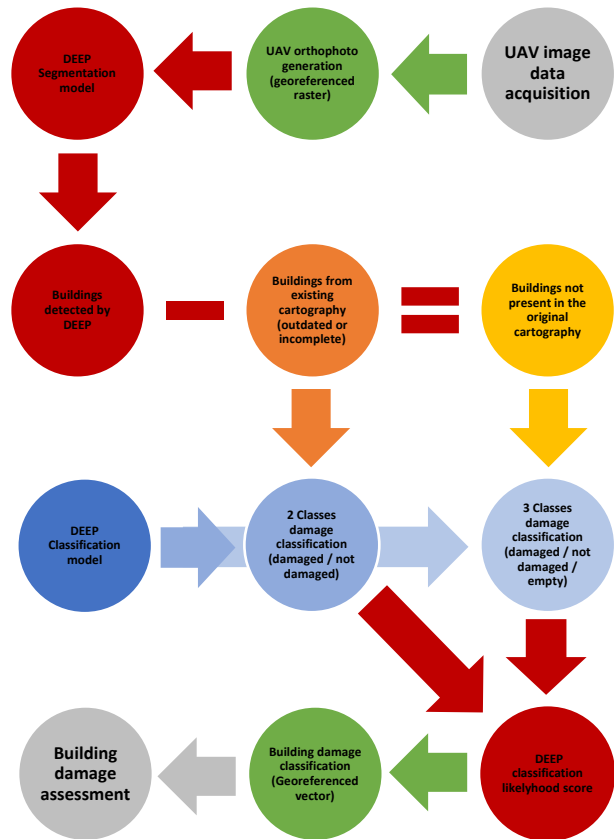 DEEP
Segmentation
model
UAV orthophoto
generation
(georeferenced
raster)
UAV image
data
acquisition
Buildings
detected by
DEEP
Buildings from
existing
cartography
(outdated or
incomplete)
Buildings not
present in the
original
cartography
DEEP
Classification
model
2 Classes
damage
classification
(damaged / not
damaged)
3 Classes
damage
classification
(damaged / not
damaged /
empty)
Building
damage
assessment
Building damage
classification
(Georeferenced
vector)
DEEP
classification
likelyhood score